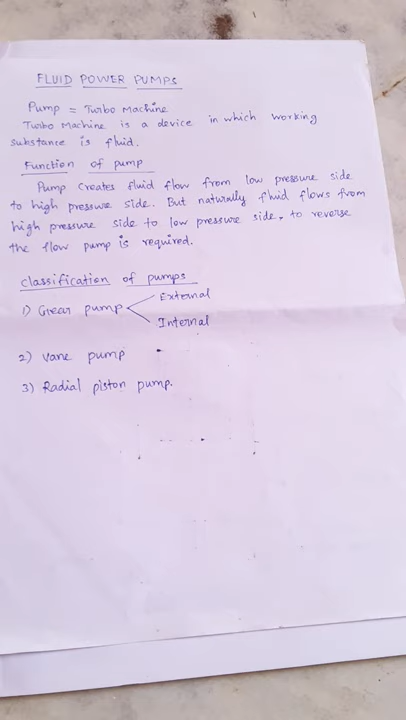 FLUID POWER PUMPS
Pump = Turbo Machine
Turbo Machine is a device in which working
substance is fluid.
Function of pump
Pump creates fluid flow from low pressure side
to high pressure side. But naturally fluid flows from
high pressure side to low pressure side, to reverse
the flow pump is required.
Classification of pumps
External
1) Gear pump
Internal
2) Vane pump
3) Radial piston pump.